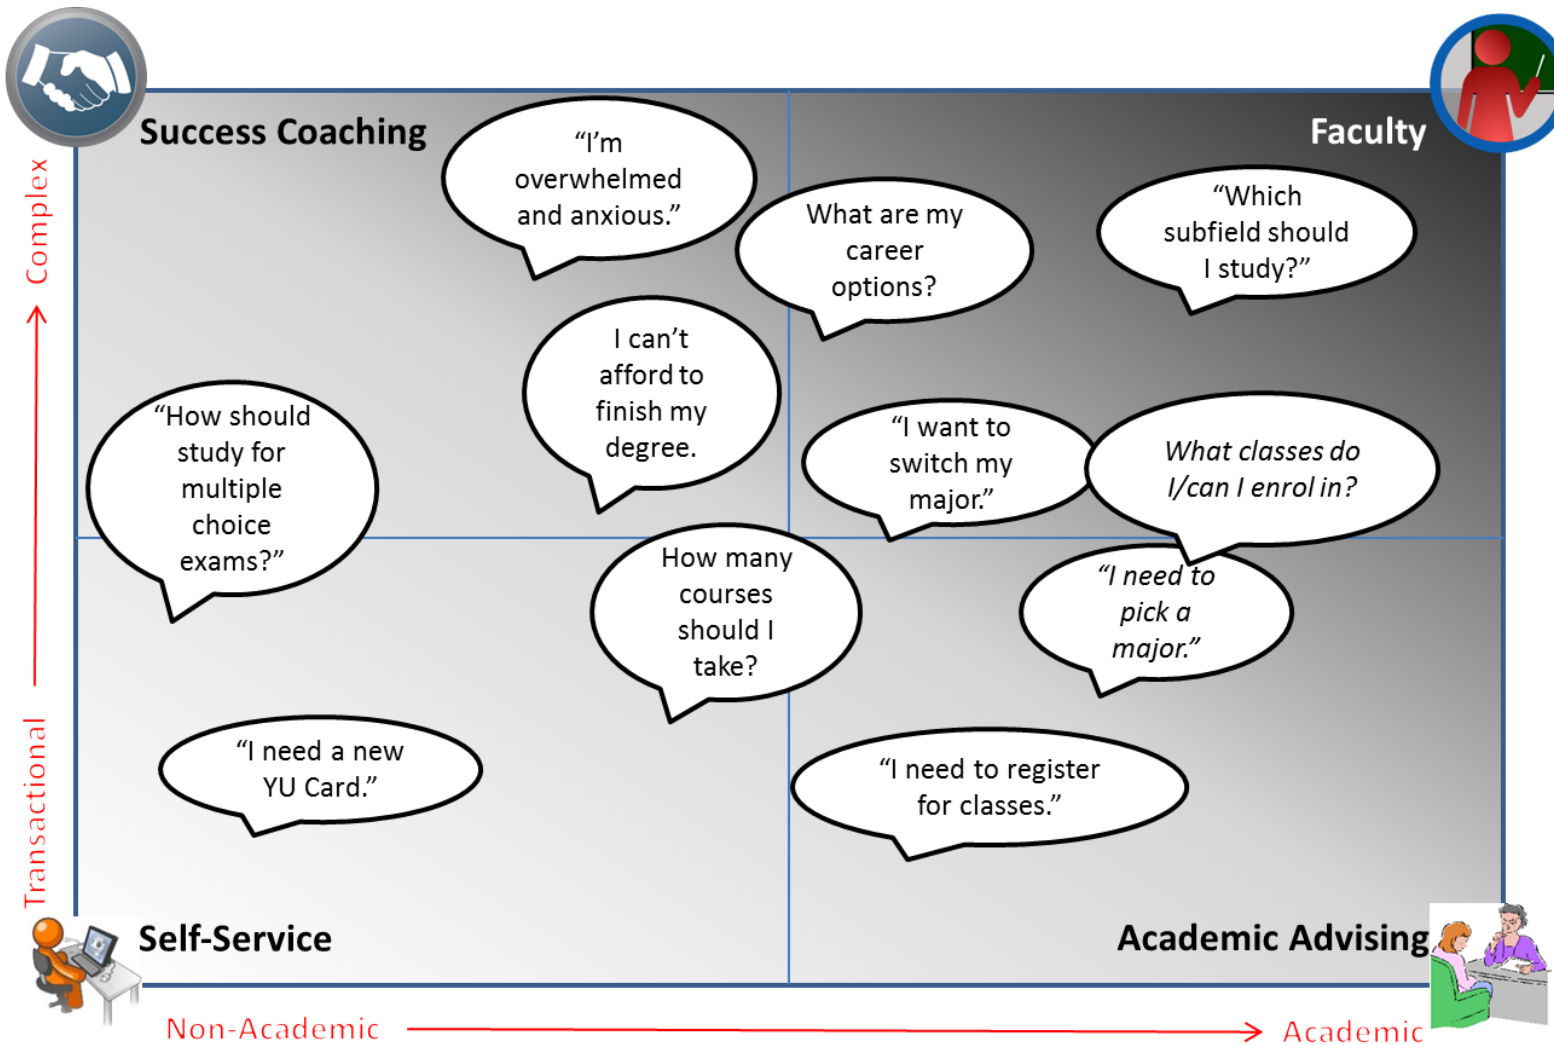 Success Coaching
Faculty
Complex
Transactional
“I’m
overwhelmed
and anxious.”
What are my
career
options?
“Which
subfield should
I study?”
I can’t
afford to
finish my
degree.
“How should
study for
multiple
choice
exams?”
“I want to
switch my
major.”
What classes do
I/can I enrol in?
How many
courses
should I
take?
“I need to
pick a
major.”
“I need a new
YU Card.”
“I need to register
for classes.”
Self-Service
Academic Advising
Non-Academic
Academic